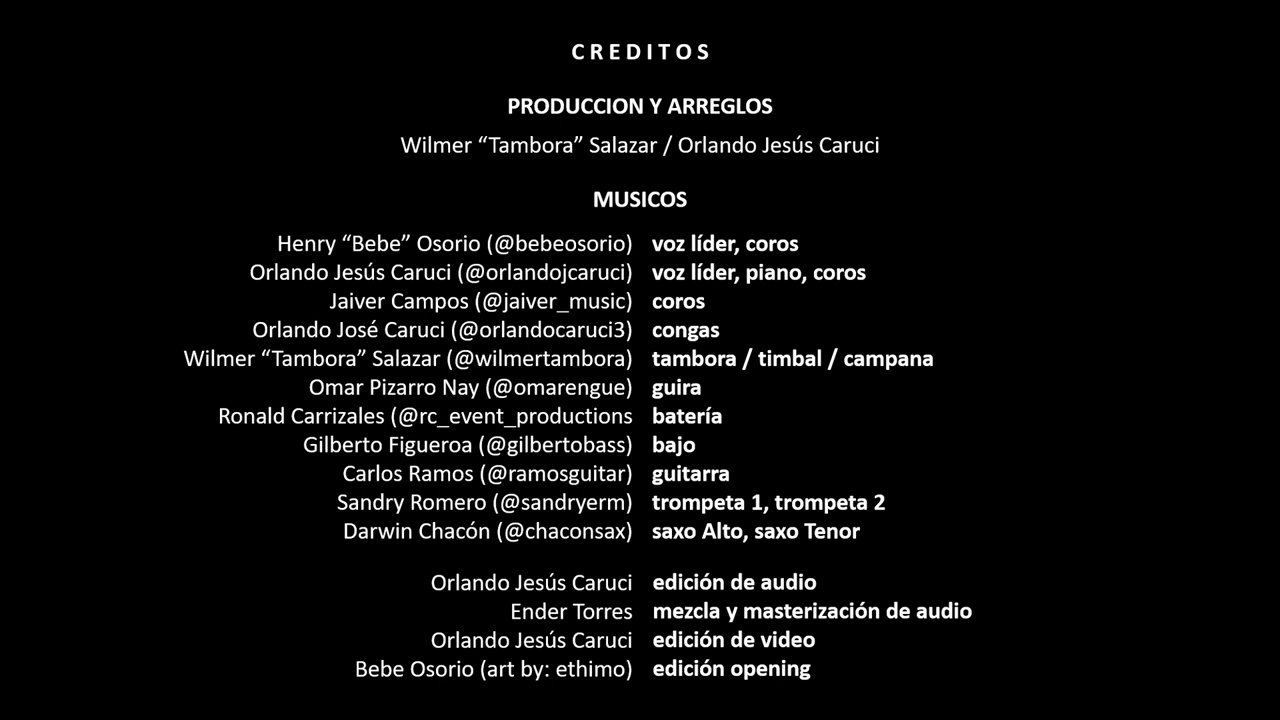 CREDITOS
PRODUCCION Y ARREGLOS
Wilmer “Tambora” Salazar / Orlando Jesús Caruci
MUSICOS
Henry “Bebe” Osorio (@bebeosorio) voz líder, coros
Orlando Jesús Caruci (@orlandojcaruci) voz líder, piano, coros
Jaiver Campos (@jaiver_music) coros
Orlando José Caruci (@orlandocaruci3) congas
Wilmer “Tambora” Salazar (@wilmertambora) tambora / timbal / campana
Omar Pizarro Nay (@omarengue) guira
Ronald Carrizales (@rc_event_productions batería
Gilberto Figueroa (@gilbertobass) bajo
Carlos Ramos (@ramosguitar) guitarra
Sandry Romero (@sandryerm) trompeta 1, trompeta 2
Darwin Chacón (@chaconsax) saxo Alto, saxo Tenor
Orlando Jesús Caruci edición de audio
Ender Torres mezcla y masterización de audio
Orlando Jesús Caruci edición de video
Bebe Osorio (art by: ethimo) edición opening